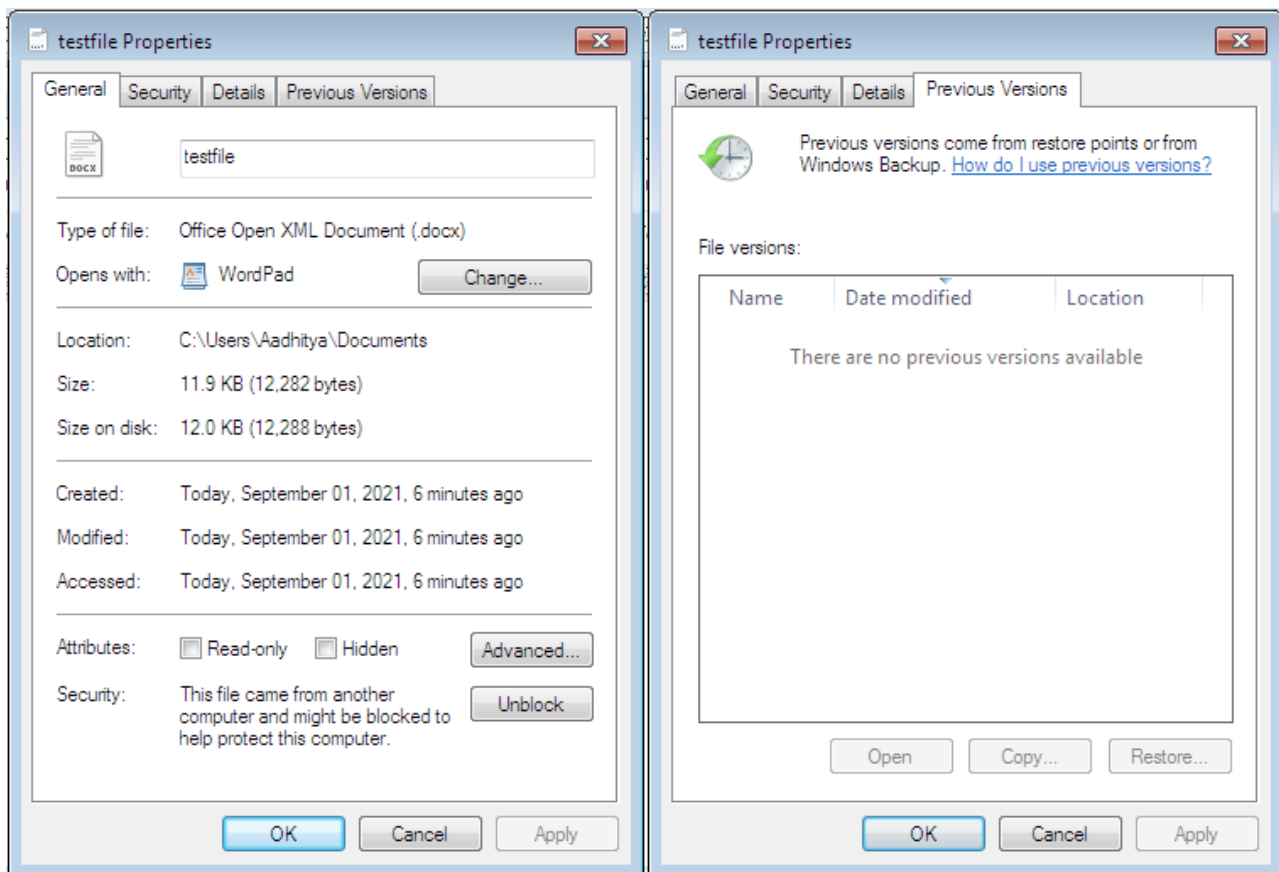 testfile Properties
General Security Details Previous Versions
DOCX
testfile
Type of file: Office Open XML Document (.docx)
Opens with: WordPad Change...
Location: C:\Users\Aadhitya\Documents
Size: 11.9 KB (12,282 bytes)
Size on disk: 12.0 KB (12,288 bytes)
Created: Today, September 01, 2021, 6 minutes ago
Modified: Today, September 01, 2021, 6 minutes ago
Accessed: Today, September 01, 2021, 6 minutes ago
Attributes: Read-only Hidden Advanced...
Security: This file came from another
computer and might be blocked to
help protect this computer.
Unblock
OK Cancel Apply
testfile Properties
General Security Details Previous Versions
Previous versions come from restore points or from
Windows Backup. How do I use previous versions?
File versions:
Name Date modified Location
There are no previous versions available
Open Copy... Restore...
OK Cancel Apply